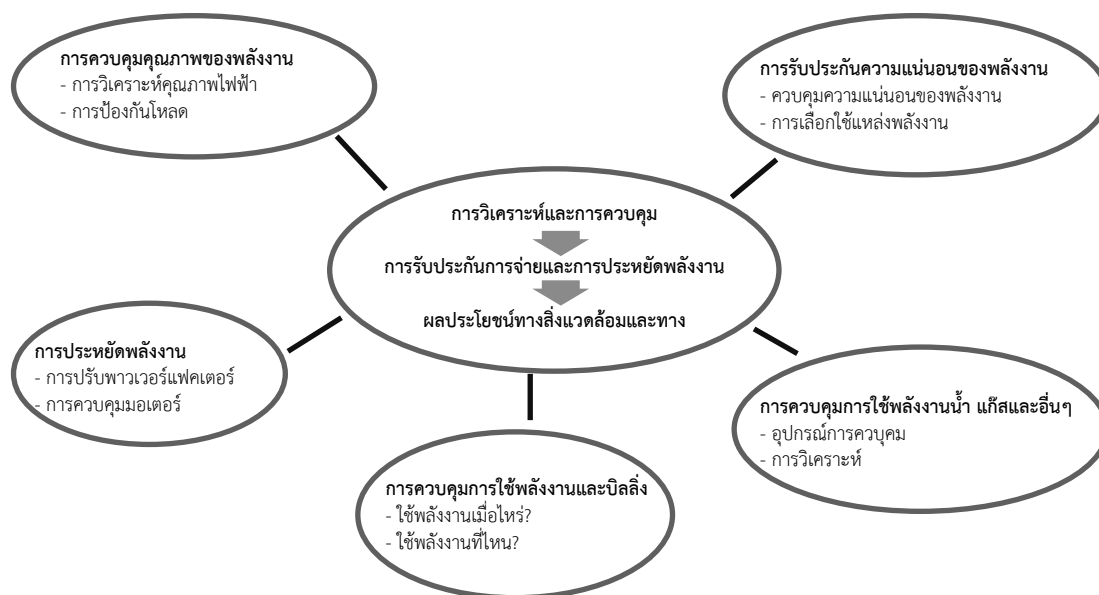 การควบคุมคุณภาพของพลังงาน
- การวิเคราะห์คุณภาพไฟฟ้า
- การป้องกันโหลด
การรับประกันความแน่นอนของพลังงาน
- ควบคุมความแน่นอนของพลังงาน
- การเลือกใช้แหล่งพลังงาน
การวิเคราะห์และการควบคุม
การรับประกันการจ่ายและการประหยัดพลังงาน
ผลประโยชน์ทางสิ่งแวดล้อมและทาง
การประหยัดพลังงาน
- การปรับพาวเวอร์แฟคเตอร์
- การควบคุมมอเตอร์
การควบคุมการใช้พลังงานน้ำ แก๊สและอื่นๆ
- อุปกรณ์การควบุคม
- การวิเคราะห์
การควบคุมการใช้พลังงานและบิลลิ่ง
- ใช้พลังงานเมื่อไหร่?
- ใช้พลังงานที่ไหน?